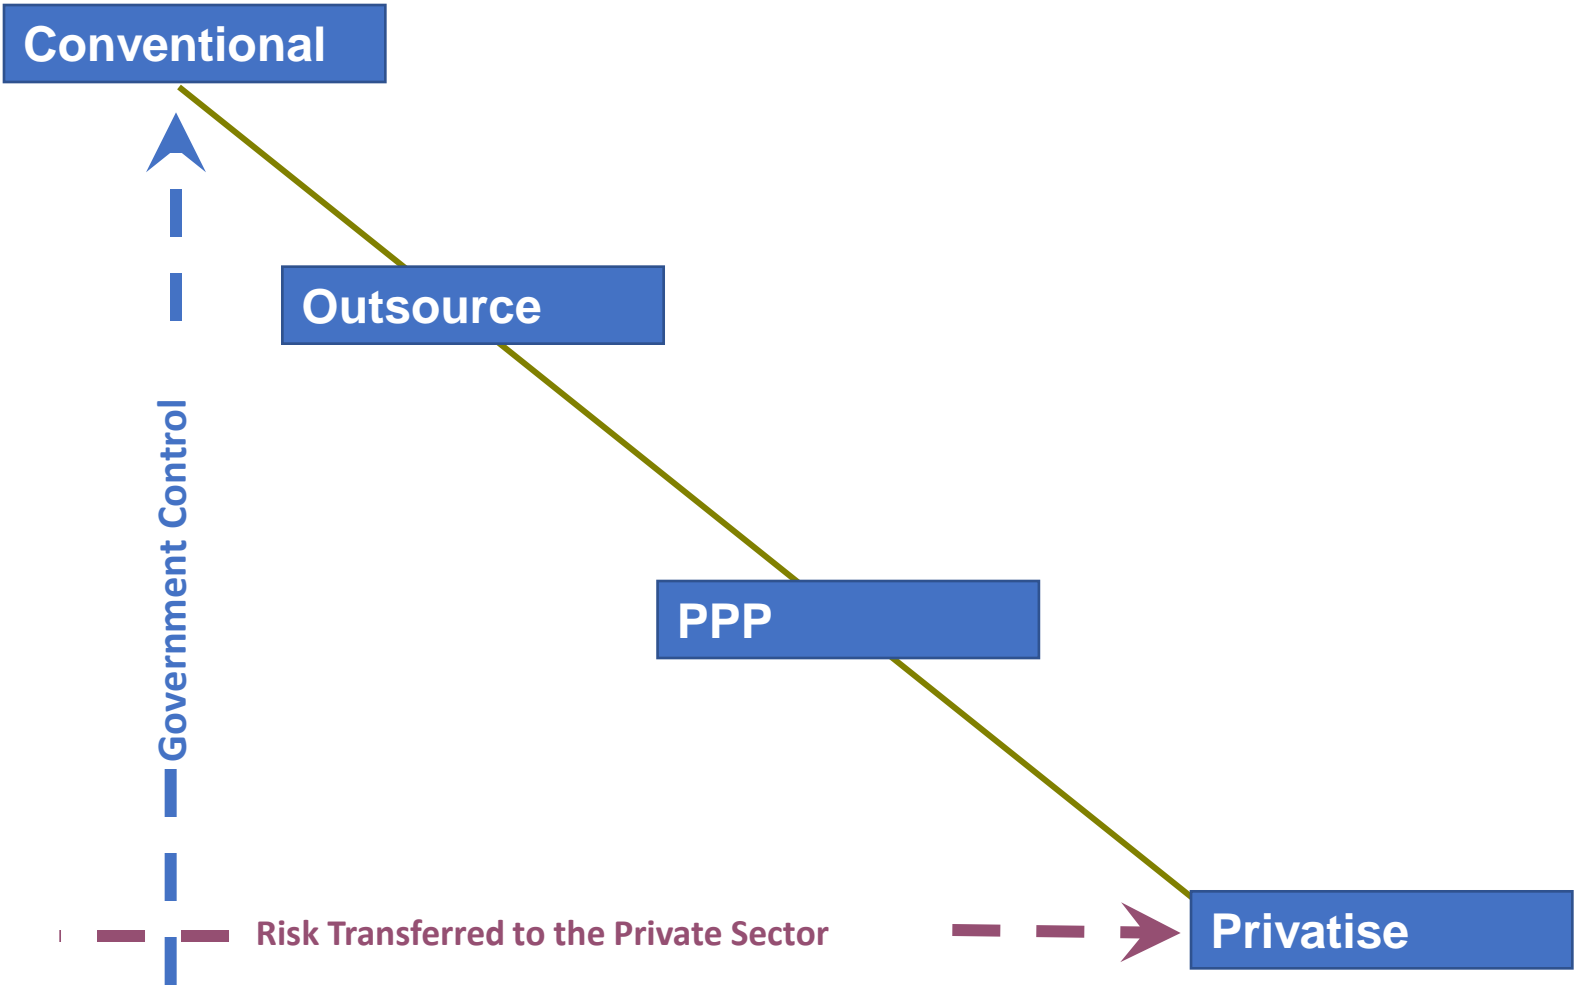 Conventional
Outsource
Government Control
PPP
Risk Transferred to the Private Sector
Privatise